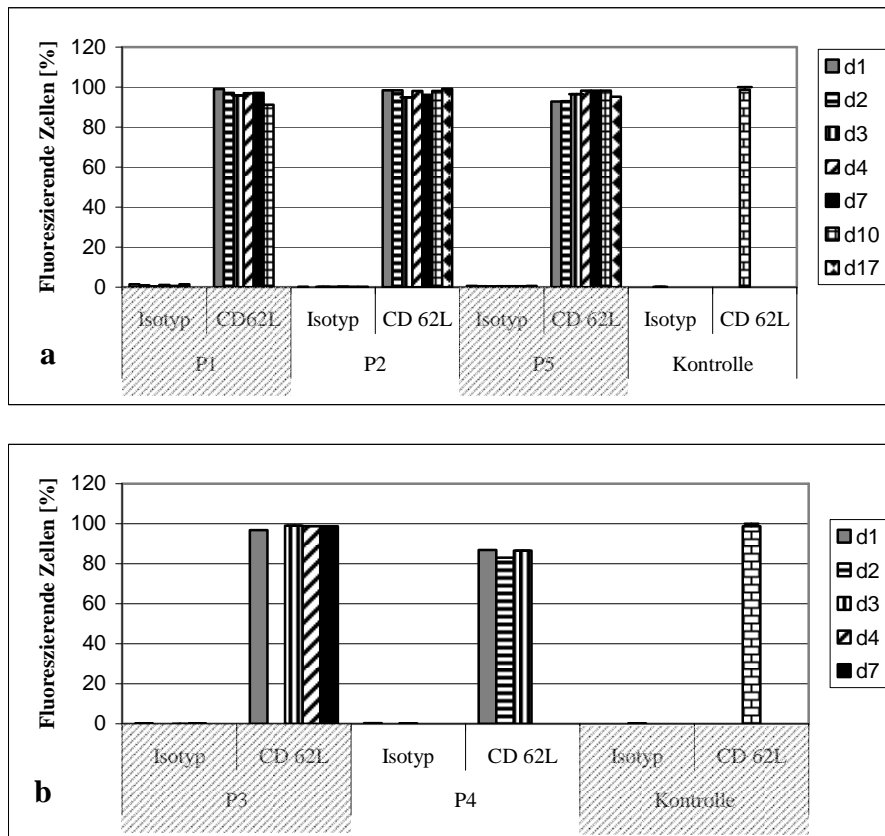 Fluoreszierende Zellen [%]
120
100
80
60
40
20
0
Isotyp CD62L Isotyp CD 62L Isotyp CD 62L Isotyp CD 62L
P1 P2 P5 Kontrolle
a
d1
d2
d3
d4
d7
d10
d17
Fluoreszierende Zellen [%]
120
100
80
60
40
20
0
Isotyp CD 62L Isotyp CD 62L Isotyp CD 62L
P3 P4 Kontrolle
b
d1
d2
d3
d4
d7